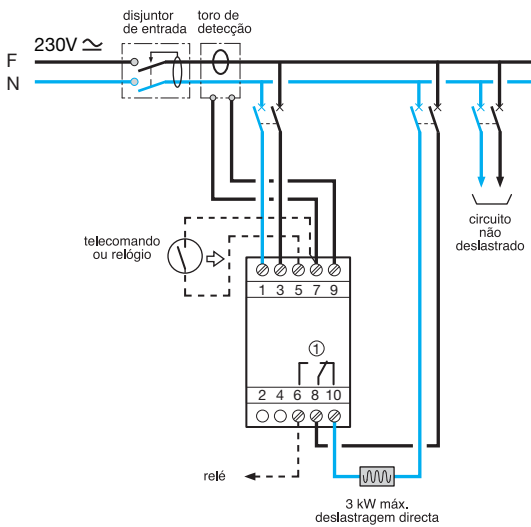 disjuntor
de entrada
toro de
detecção
230V ≃
F
N
telecomando
ou relógio
circuito
não
deslastrado
1 3 5 7 9
①
2 4 6 8 10
relé
3 kW máx.
deslastragem directa